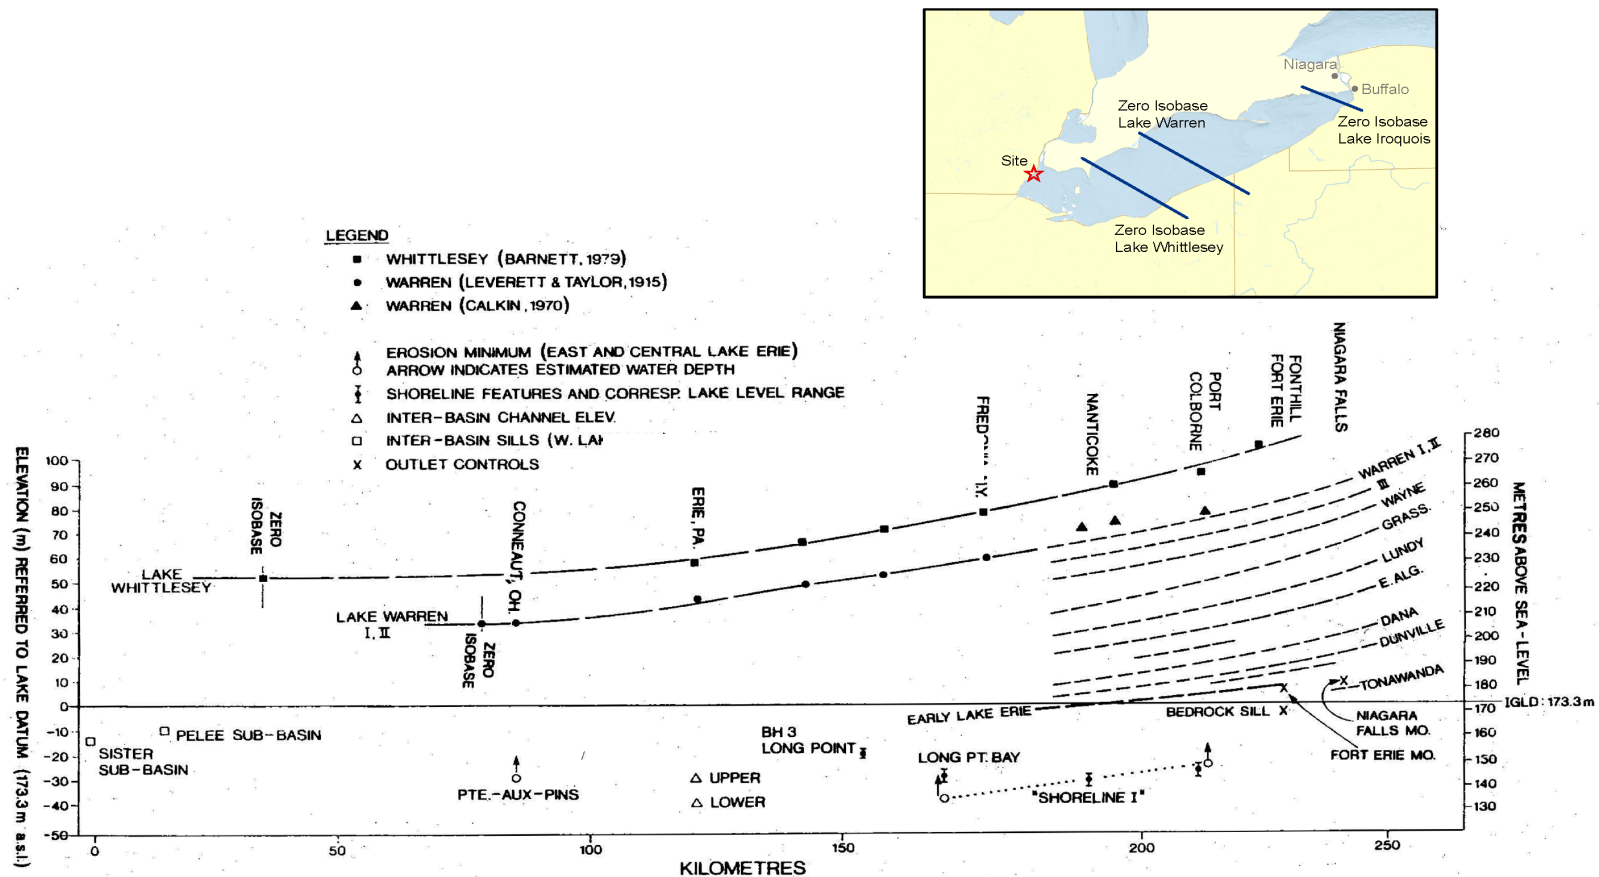 Niagara
Buffalo
Zero Isobase
Lake Warren
Zero Isobase
Lake Iroquois
Site
Zero Isobase
Lake Whittlesey
LEGEND
WHITTLESEY (BARNETT, 1979)
WARREN (LEVERETT & TAYLOR, 1915)
WARREN (CALKIN, 1970)
EROSION MINIMUM (EAST AND CENTRAL LAKE ERIE)
ARROW INDICATES ESTIMATED WATER DEPTH
SHORELINE FEATURES AND CORRESP. LAKE LEVEL RANGE
INTER-BASIN CHANNEL ELEV.
INTER-BASIN SILLS (W.
OUTLET CONTROLS
ELEVATION (m) REFERRED TO LAKE DATUM (173.3 m a.s.l.)
100
90
80
70
60
50
40
30
20
10
0
-10
-20
-30
-40
-50
ZERO
ISOBASE
CONNEAUT, OH.
ERIE, PA.
NANTICOKE
PORT
COLBORNE
FONTHILL
FORT ERIE
NIAGARA FALLS
LAKE
WHITTLESEY
LAKE WARREN
I, II
ZERO
ISOBASE
WARREN I, II
III
WAYNE
GRASS.
LUNDY
E. ALG.
DANA
DUNVILLE
TONAWANDA
EARLY LAKE ERIE
BEDROCK SILL
NIAGARA
FALLS MO.
FORT ERIE MO.
SISTER
SUB-BASIN
PELEE SUB-BASIN
PTE.-AUX-PINS
UPPER
LOWER
BH 3
LONG POINT
LONG PT. BAY
"SHORELINE I"
280
270
260
250
240
230
220
210
200
190
180
170
160
150
140
130
IGLD: 173.3 m
METRES ABOVE SEA-LEVEL
0
50
100
150
200
250
KILOMETRES